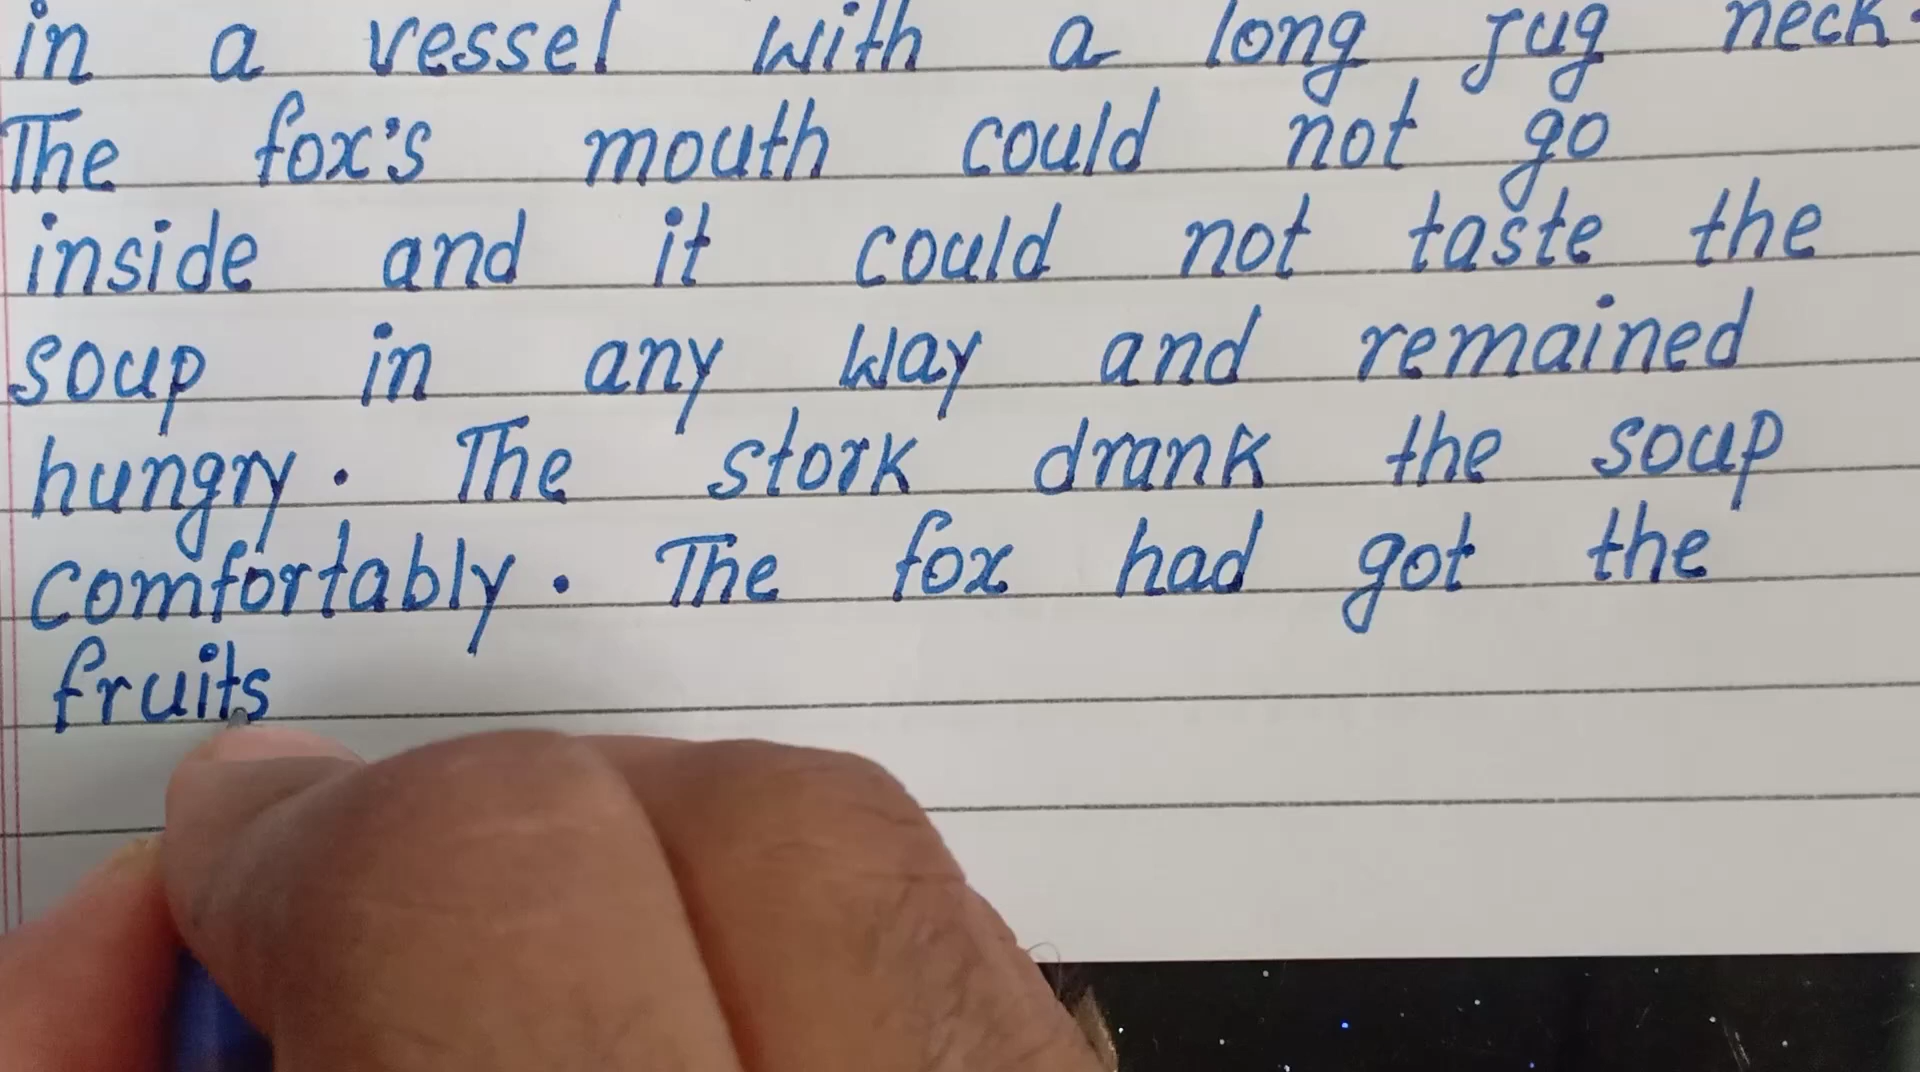 in a vessel with a long jug neck.
The fox's mouth could not go
inside and it could not taste the
soup in any way and remained
hungry. The stork drank the soup
comfortably. The fox had got the
fruits